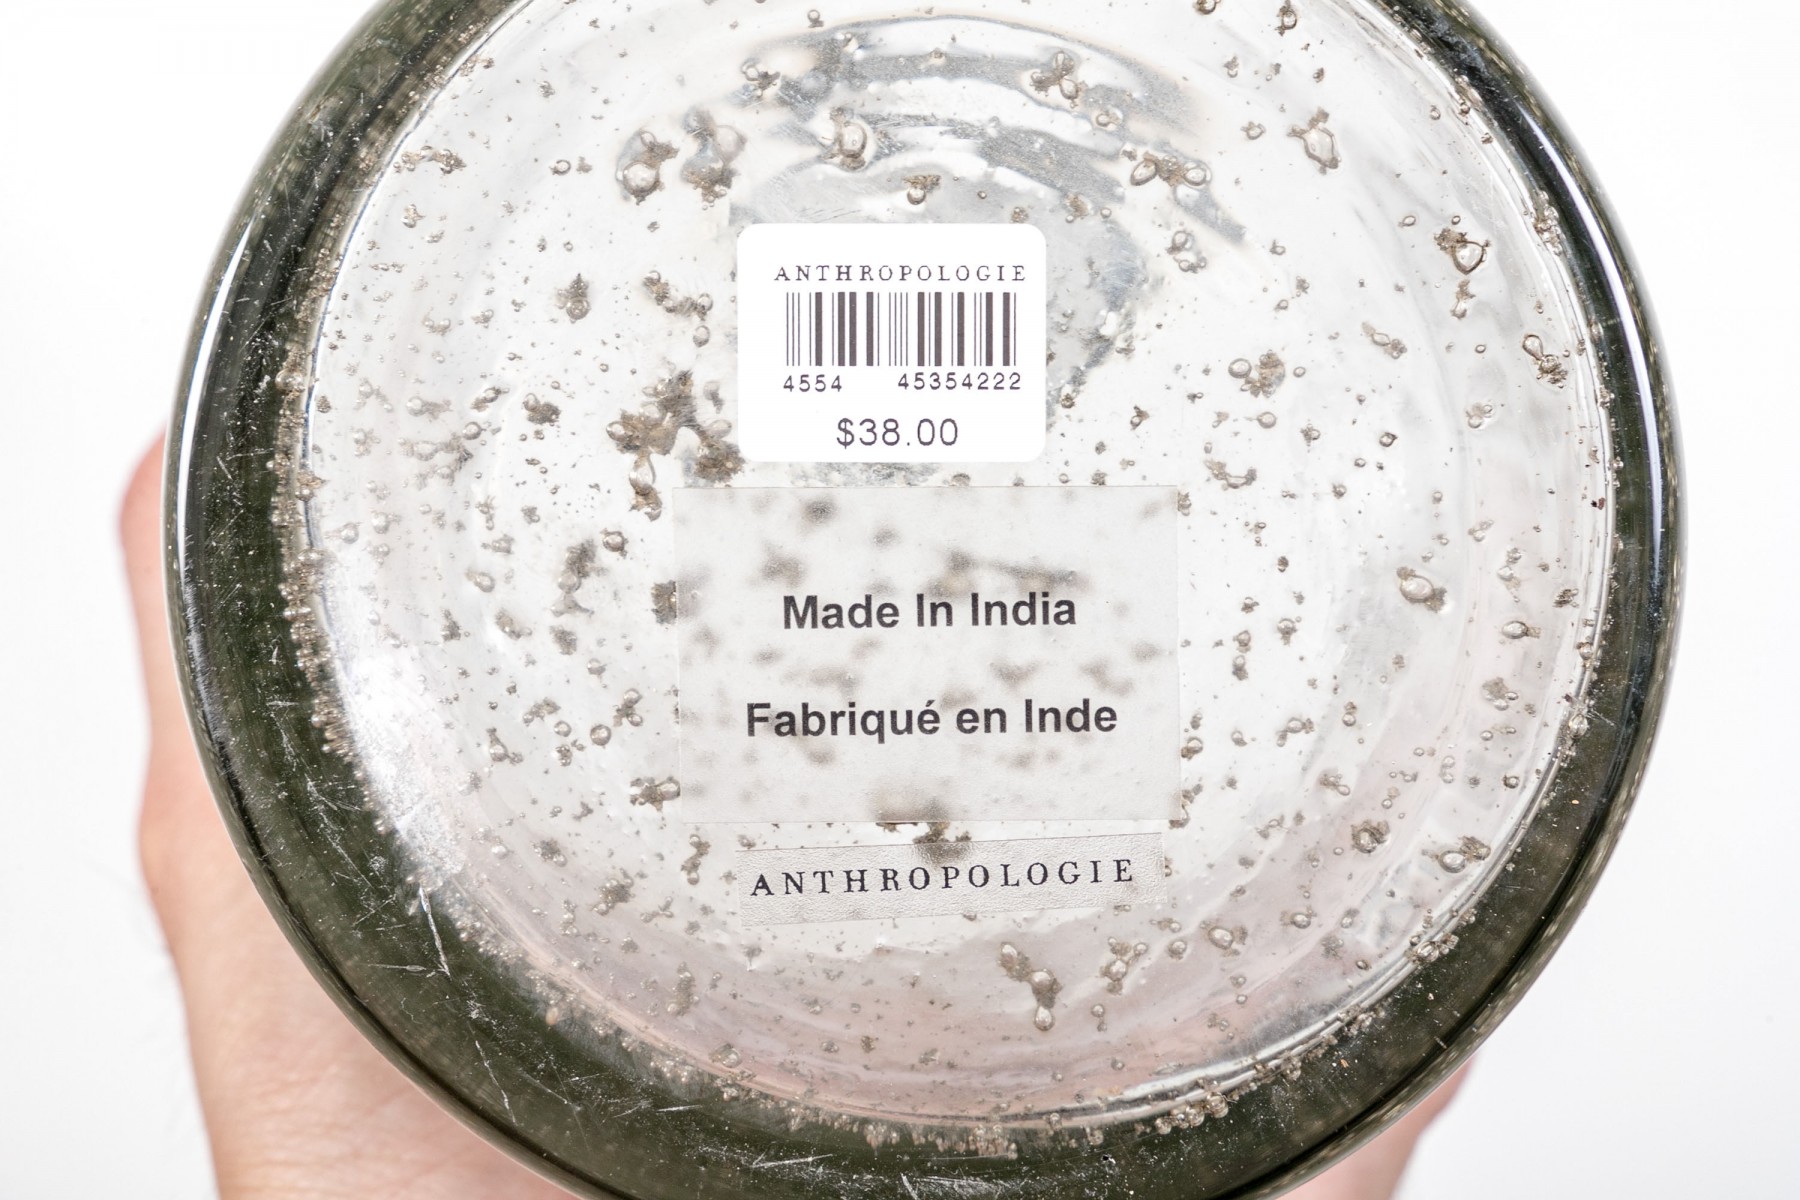 ANTHROPOLOGIE
4554 45354222
$38.00
Made In India
Fabriqué en Inde
ANTHROPOLOGIE